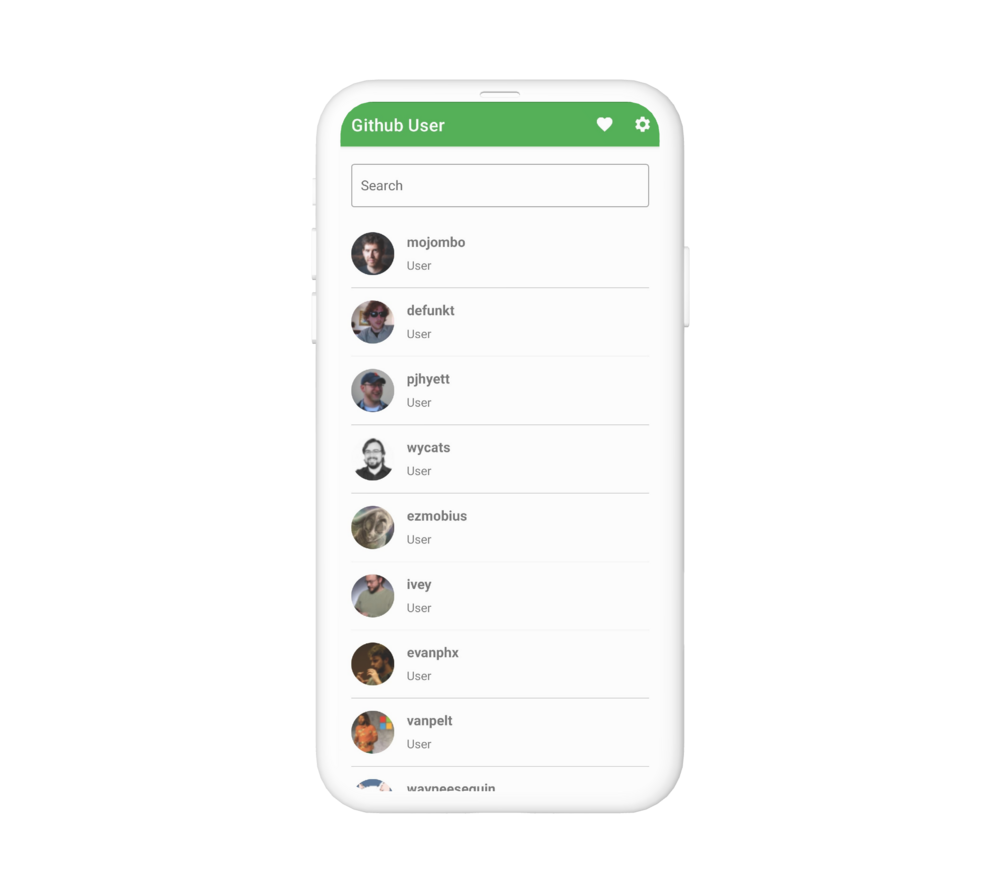 Github User
Search
mojombo
User
defunkt
User
pjhyett
User
wycats
User
ezmobius
User
ivey
User
evanphx
User
vanpelt
User
wayneeseguin